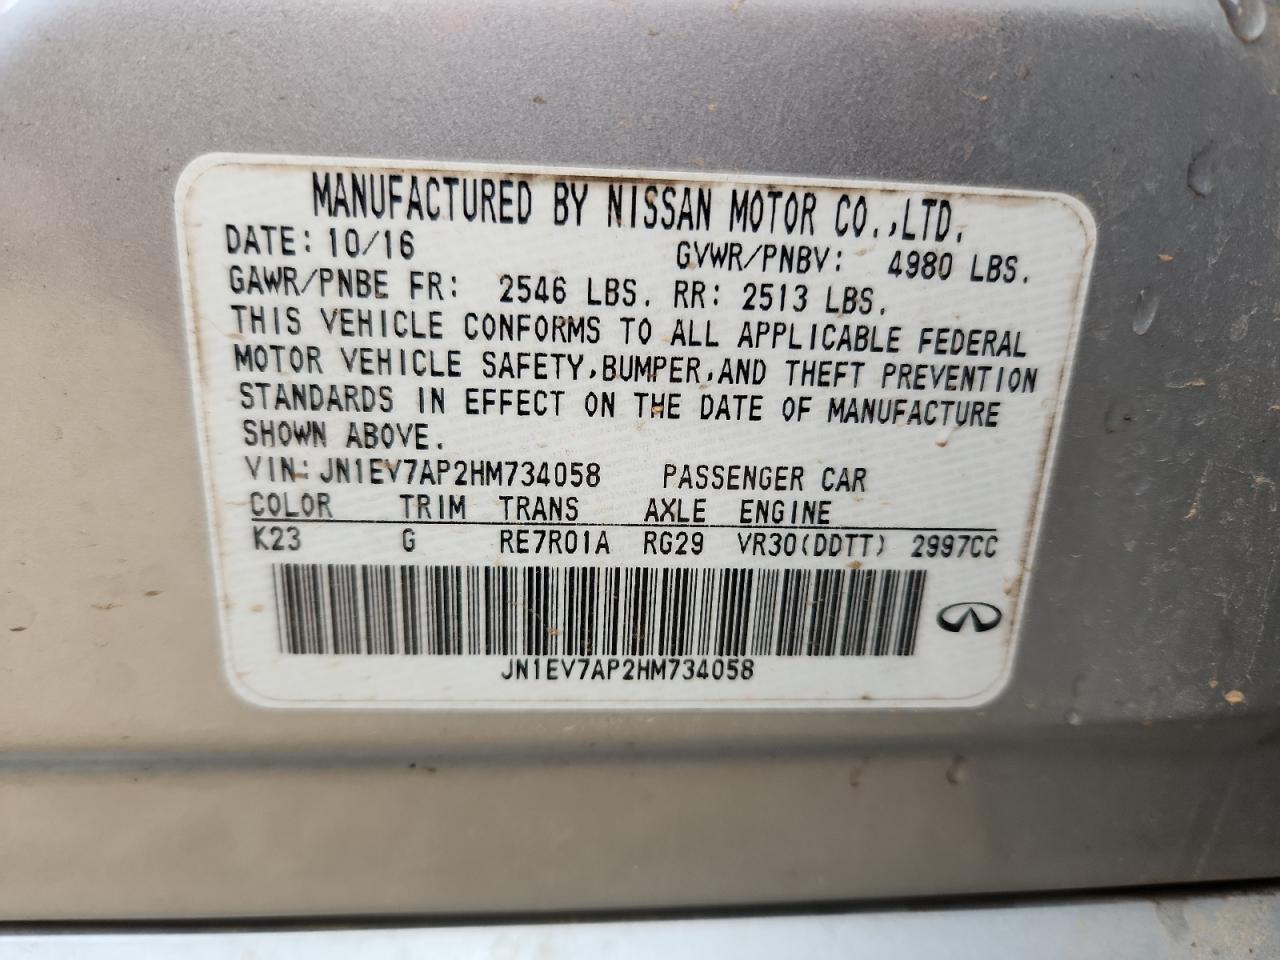 MANUFACTURED BY NISSAN MOTOR CO.,LTD.
DATE: 10/16 GVWR/PNBV: 4980 LBS.
GAWR/PNBE FR: 2546 LBS. RR: 2513 LBS.
THIS VEHICLE CONFORMS TO ALL APPLICABLE FEDERAL
MOTOR VEHICLE SAFETY,BUMPER,AND THEFT PREVENTION
STANDARDS IN EFFECT ON THE DATE OF MANUFACTURE
SHOWN ABOVE.
VIN:JN1EV7AP2HM734058 PASSENGER CAR
COLOR TRIM TRANS AXLE ENGINE
K23 G RE7R01A RG29 VR30(DDTT) 2997CC
JN1EV7AP2HM734058